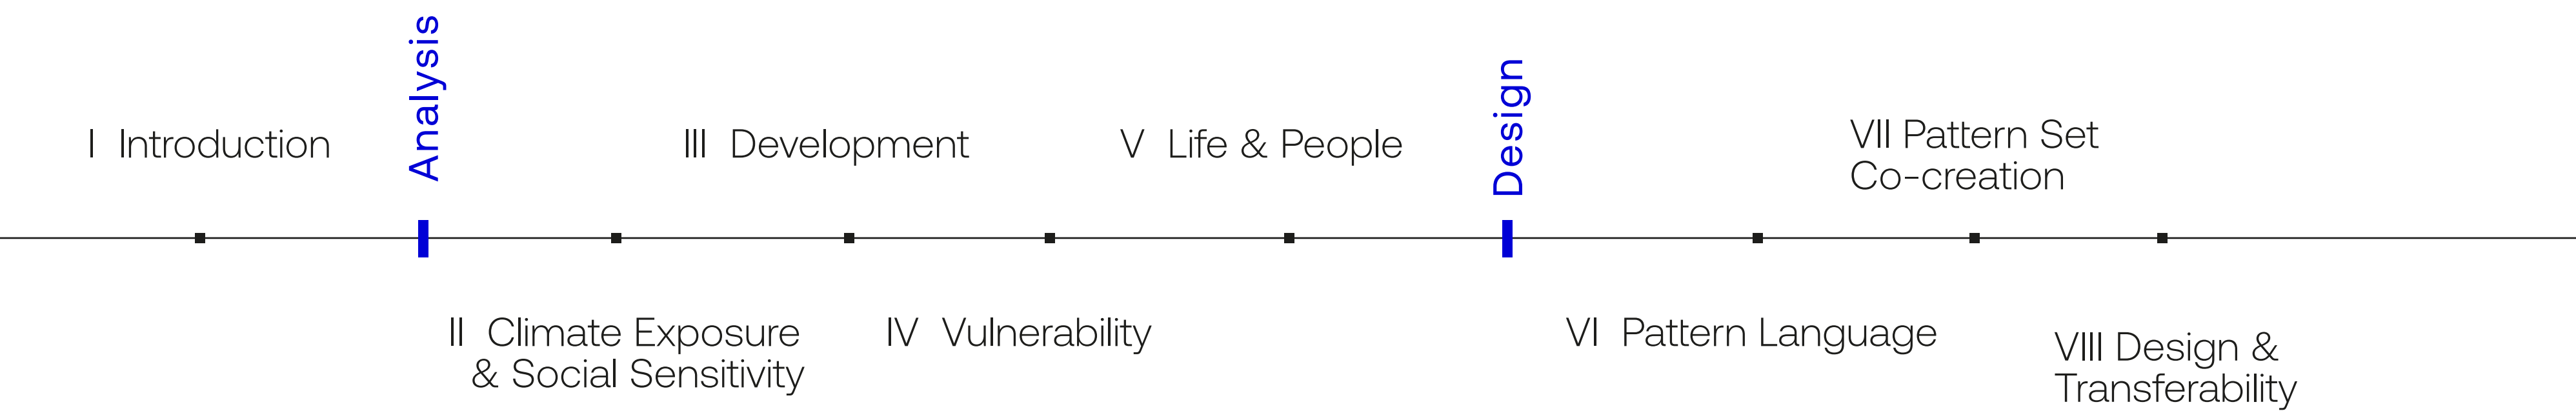 I Introduction
Analysis
II Climate Exposure
& Social Sensitivity
III Development
IV Vulnerability
V Life & People
Design
VI Pattern Language
VII Pattern Set
Co-creation
VIII Design &
Transferability